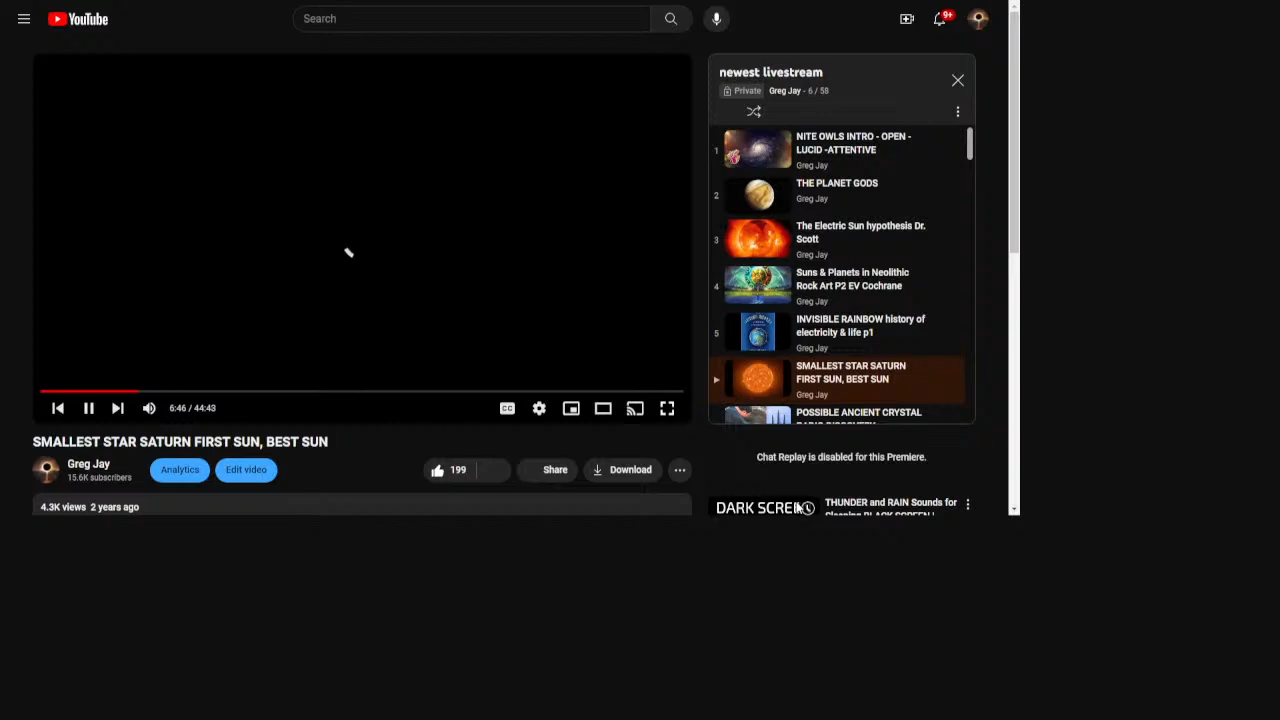 YouTube
Search
9+
newest livestream
Private
Greg Jay - 6 / 58
1
NITE OWLS INTRO - OPEN -
LUCID -ATTENTIVE
Greg Jay
2
THE PLANET GODS
Greg Jay
3
The Electric Sun hypothesis Dr.
Scott
Greg Jay
4
Suns & Planets in Neolithic
Rock Art P2 EV Cochrane
Greg Jay
5
INVISIBLE RAINBOW history of
electricity & life p1
Greg Jay
SMALLEST STAR SATURN
FIRST SUN, BEST SUN
Greg Jay
POSSIBLE ANCIENT CRYSTAL
6:46 / 44:43
CC
SMALLEST STAR SATURN FIRST SUN, BEST SUN
Greg Jay
15.6K subscribers
Analytics
Edit video
199
Share
Download
4.3K views 2 years ago
Chat Replay is disabled for this Premiere.
DARK SCREE
THUNDER and RAIN Sounds for